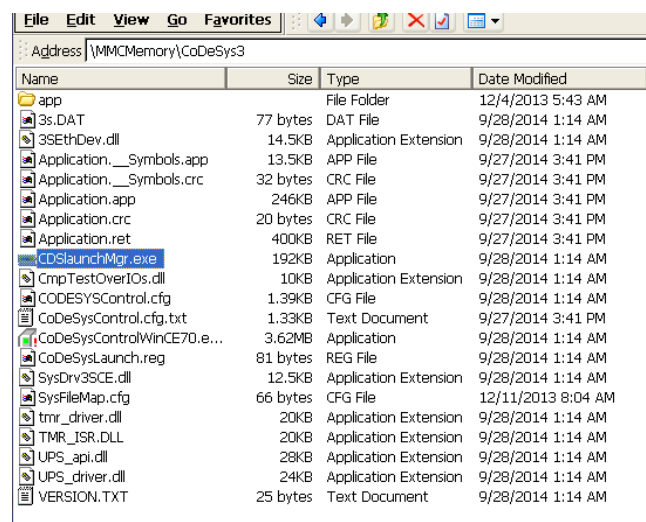 File Edit View Go Favorites
Address \MMCMemory\CoDeSys3
Name Size Type Date Modified
app File Folder 12/4/2013 5:43 AM
3s.DAT 77 bytes DAT File 9/28/2014 1:14 AM
3SEthDev.dll 14.5KB Application Extension 9/28/2014 1:14 AM
Application.__Symbols.app 13.5KB APP File 9/27/2014 3:41 PM
Application.__Symbols.crc 32 bytes CRC File 9/27/2014 3:41 PM
Application.app 246KB APP File 9/27/2014 3:41 PM
Application.crc 20 bytes CRC File 9/27/2014 3:41 PM
Application.ret 400KB RET File 9/27/2014 3:41 PM
CDSlaunchMgr.exe 192KB Application 9/28/2014 1:14 AM
CmpTestOverIOs.dll 10KB Application Extension 9/28/2014 1:14 AM
CODESYSControl.cfg 1.39KB CFG File 9/28/2014 1:14 AM
CoDeSysControl.cfg.txt 1.33KB Text Document 9/27/2014 3:41 PM
CoDeSysControlWinCE70.e... 3.62MB Application 9/28/2014 1:14 AM
CoDeSysLaunch.reg 81 bytes REG File 9/28/2014 1:14 AM
SysDrv3SCE.dll 12.5KB Application Extension 9/28/2014 1:14 AM
SysFileMap.cfg 66 bytes CFG File 12/11/2013 8:04 AM
tmr_driver.dll 20KB Application Extension 9/28/2014 1:14 AM
TMR_ISR.DLL 20KB Application Extension 9/28/2014 1:14 AM
UPS_api.dll 28KB Application Extension 9/28/2014 1:14 AM
UPS_driver.dll 24KB Application Extension 9/28/2014 1:14 AM
VERSION.TXT 25 bytes Text Document 9/28/2014 1:14 AM